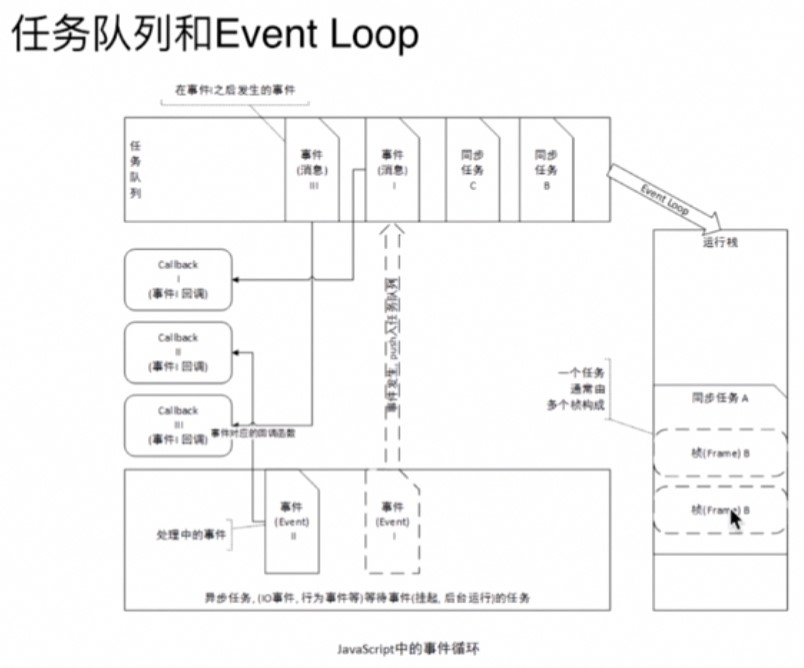 任务队列和Event Loop
在事件I之后发生的事件
任
务
队
列
事件
(消息)
III
事件
(消息)
I
同步
任务
C
同步
任务
B
Event Loop
运行栈
Callback
I
(事件I 回调)
Callback
II
(事件I 回调)
Callback
III
(事件I 回调)
事件对应的回调函数
事件发生, push入任务队列
一个任务
通常由
多个桢构成
同步任务 A
桢(Frame) B
桢(Frame) B
处理中的事件
事件
(Event)
II
事件
(Event)
I
异步任务, (IO事件, 行为事件等)等待事件(挂起, 后台运行)的任务
JavaScript中的事件循环